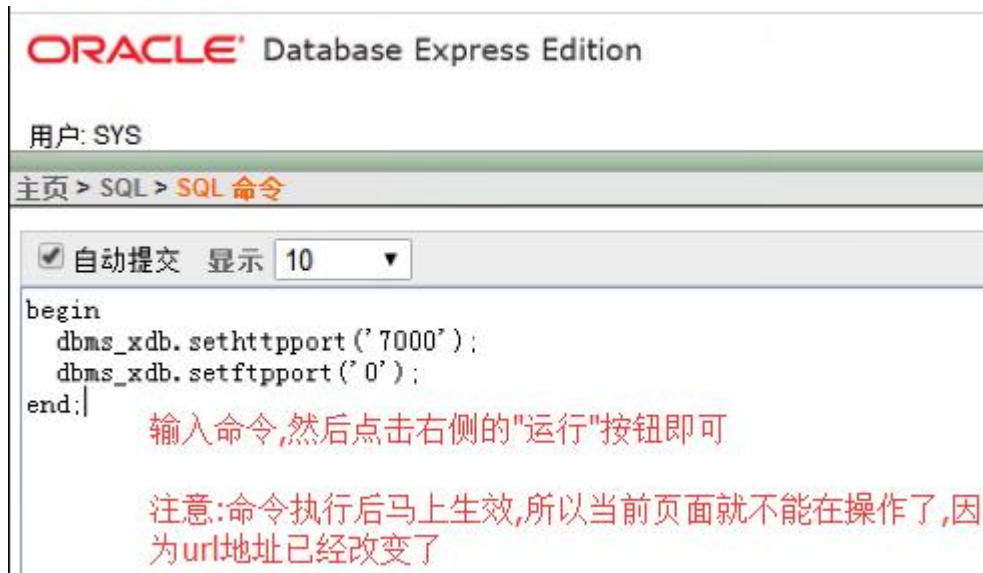 ORACLE Database Express Edition
用户: SYS
主页 > SQL > SQL 命令
自动提交 显示 10
begin
dbms_xdb.sethttpport('7000');
dbms_xdb.setftpport('0');
end;
输入命令,然后点击右侧的"运行"按钮即可
注意:命令执行后马上生效,所以当前页面就不能在操作了,因
为url地址已经改变了